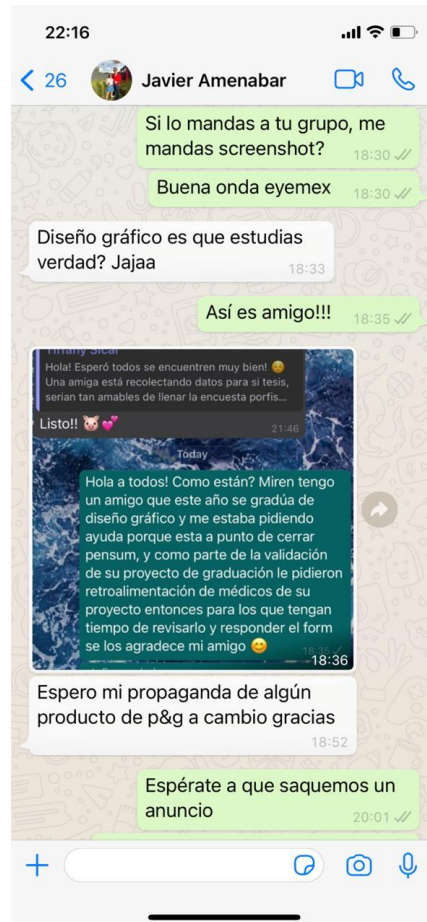 22:16
26
Javier Amenabar
Si lo mandas a tu grupo, me
mandas screenshot?
18:30
Buena onda eyemex
18:30
Diseño gráfico es que estudias
verdad? Jajaa
18:33
Así es amigo!!!
18:35
Tiffany Sical
Hola! Esperó todos se encuentren muy bien! ☺️
Una amiga está recolectando datos para si tesis,
serian tan amables de llenar la encuesta porfis...
Listo!! 🐷💕
21:46
Today
Hola a todos! Como están? Miren tengo
un amigo que este año se gradúa de
diseño gráfico y me estaba pidiendo
ayuda porque esta a punto de cerrar
pensum, y como parte de la validación
de su proyecto de graduación le pidieron
retroalimentación de médicos de su
proyecto entonces para los que tengan
tiempo de revisarlo y responder el form
se los agradece mi amigo 😊
18:35
18:36
Espero mi propaganda de algún
producto de p&g a cambio gracias
18:52
Espérate a que saquemos un
anuncio
20:01